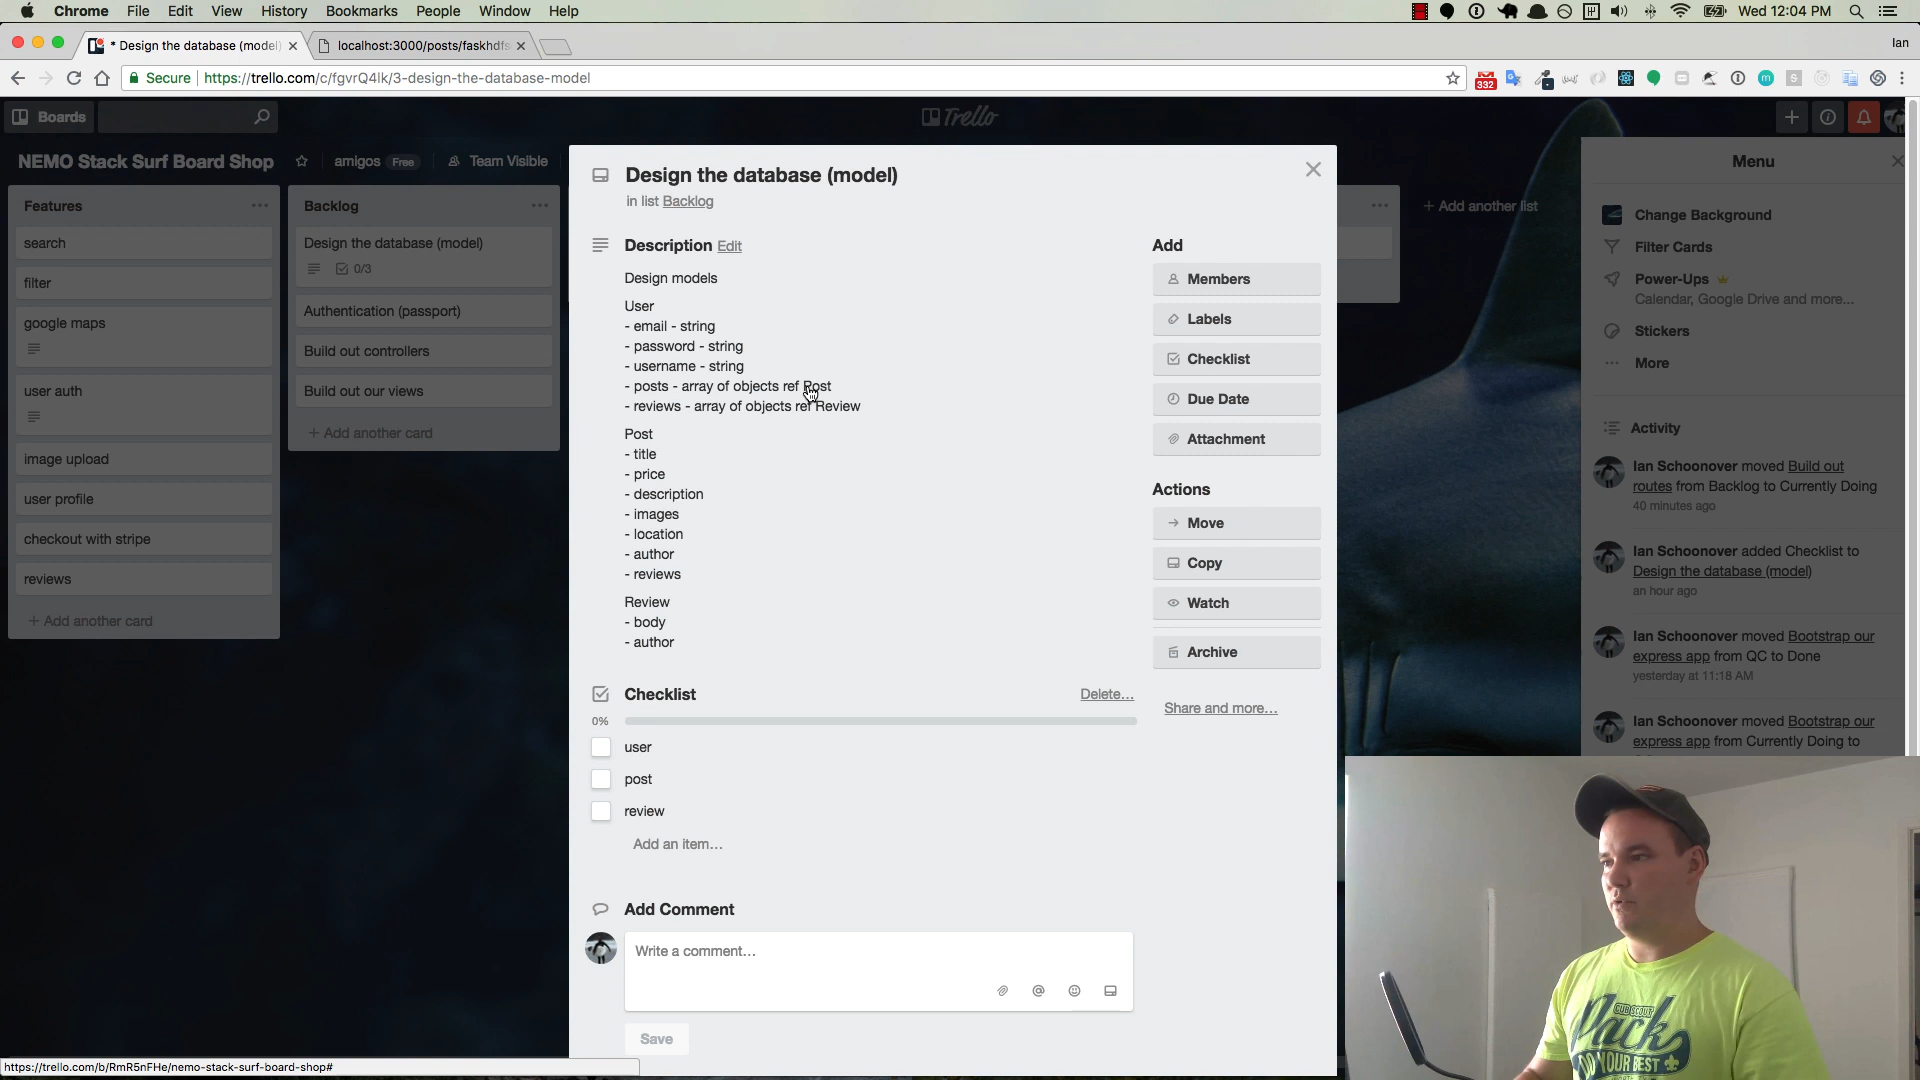 Chrome File Edit View History Bookmarks People Window Help Wed 12:04 PM
* Design the database (model)
localhost:3000/posts/faskhdfs
Ian
Secure https://trello.com/c/fgvrQ4lk/3-design-the-database-model
332
Boards
Trello
NEMO Stack Surf Board Shop
amigos Free
Team Visible
Features
search
filter
google maps
user auth
image upload
user profile
checkout with stripe
reviews
+ Add another card
Backlog
Design the database (model)
0/3
Authentication (passport)
Build out controllers
Build out our views
+ Add another card
Design the database (model)
in list Backlog
Description Edit
Design models
User
- email - string
- password - string
- username - string
- posts - array of objects ref Post
- reviews - array of objects ref Review
Post
- title
- price
- description
- images
- location
- author
- reviews
Review
- body
- author
Checklist
Delete...
0%
user
post
review
Add an item...
Add Comment
Write a comment...
@
Save
Add
Members
Labels
Checklist
Due Date
Attachment
Actions
Move
Copy
Watch
Archive
Share and more...
+ Add another list
Menu
Change Background
Filter Cards
Power-Ups
Calendar, Google Drive and more...
Stickers
More
Activity
Ian Schoonover moved Build out
routes from Backlog to Currently Doing
40 minutes ago
Ian Schoonover added Checklist to
Design the database (model)
an hour ago
Ian Schoonover moved Bootstrap our
express app from QC to Done
yesterday at 11:18 AM
Ian Schoonover moved Bootstrap our
express app from Currently Doing to
CUB SCOUT
Pack
DO YOUR BEST
https://trello.com/b/RmR5nFHe/nemo-stack-surf-board-shop#